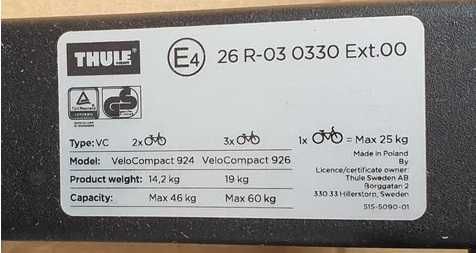 THULE
SWEDEN
E4 26 R-03 0330 Ext.00
Type: VC 2x 3x 1x = Max 25 kg
Model: VeloCompact 924 VeloCompact 926
Product weight: 14,2 kg 19 kg
Capacity: Max 46 kg Max 60 kg
Made in Poland
By
Licence/certificate owner:
Thule Sweden AB
Borggatan 2
330 33 Hillerstorp, Sweden
515-5090-01